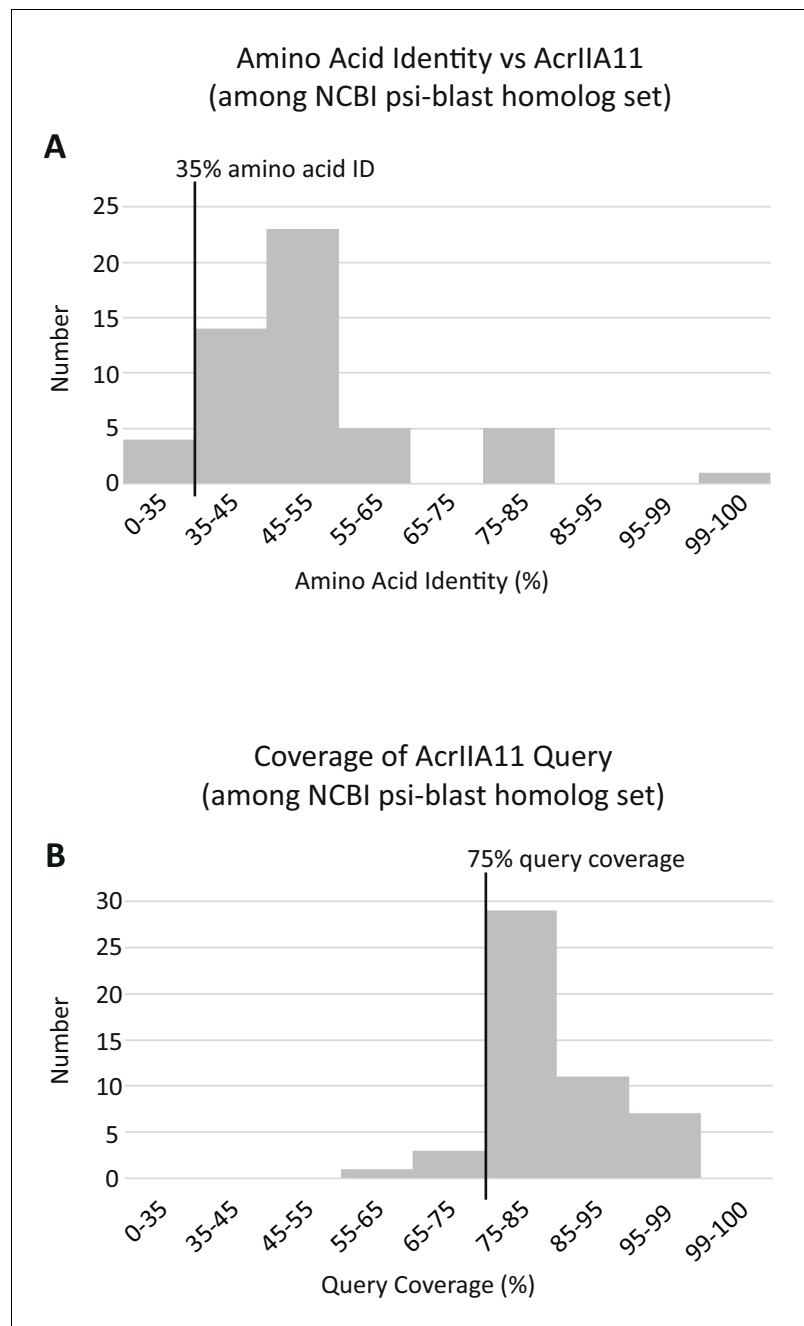 Amino Acid Identity vs AcrIIA11
(among NCBI psi-blast homolog set)
A
35% amino acid ID
25
20
15
10
5
0
Number
0-35
35-45
45-55
55-65
65-75
75-85
85-95
95-99
99-100
Amino Acid Identity (%)
Coverage of AcrIIA11 Query
(among NCBI psi-blast homolog set)
B
75% query coverage
30
25
20
15
10
5
0
Number
0-35
35-45
45-55
55-65
65-75
75-85
85-95
95-99
99-100
Query Coverage (%)